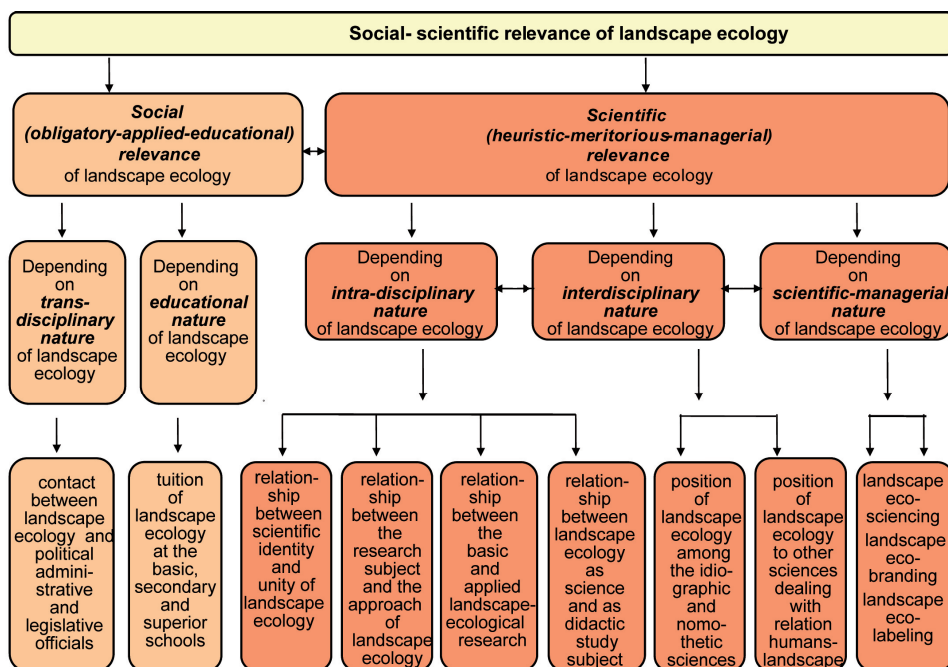 Social- scientific relevance of landscape ecology
Social
(obligatory-applied-educational)
relevance
of landscape ecology
Scientific
(heuristic-meritorious-managerial)
relevance
of landscape ecology
Depending
on
trans-
disciplinary
nature
of landscape
ecology
Depending
on
educational
nature
of landscape
ecology
Depending
on
intra-disciplinary
nature
of landscape ecology
Depending
on
interdisciplinary
nature
of landscape ecology
Depending
on
scientific-managerial
nature
of landscape ecology
contact
between
landscape
ecology and
political
admini-
strative
and
legislative
officials
tuition
of
landscape
ecology
at the
basic,
secondary
and
superior
schools
relation-
ship
between
scientific
identity
and
unity of
landscape
ecology
relation-
ship
between
the
research
subject
and the
approach
of
landscape
ecology
relation-
ship
between
the
basic
and
applied
landscape-
ecological
research
relation-
ship
between
landscape
ecology
as
science
and as
didactic
study
subject
position
of
landscape
ecology
among
the idio-
graphic
and
nomo-
thetic
sciences
position
of
landscape
ecology
to other
sciences
dealing
with
relation
humans-
landscape
landscape
eco-
sciencing
landscape
eco-
branding
landscape
eco-
labeling